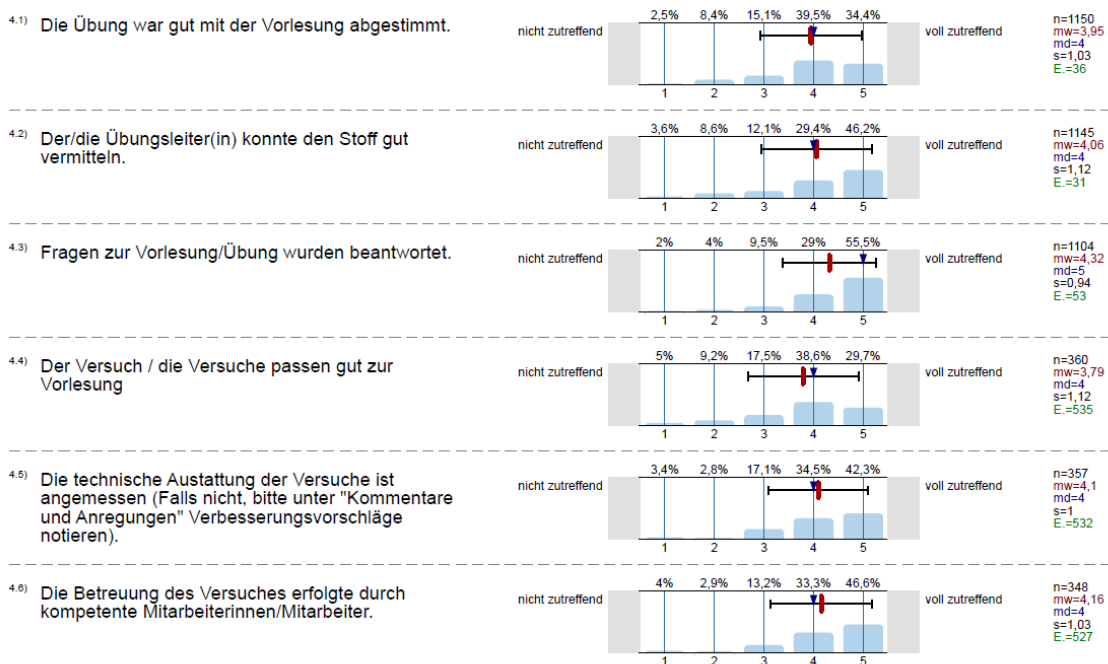 4.1) Die Übung war gut mit der Vorlesung abgestimmt.
nicht zutreffend
2,5% 8,4% 15,1% 39,5% 34,4%
1 2 3 4 5
voll zutreffend
n=1150
mw=3,95
md=4
s=1,03
E.=36
4.2) Der/die Übungsleiter(in) konnte den Stoff gut
vermitteln.
nicht zutreffend
3,6% 8,6% 12,1% 29,4% 46,2%
1 2 3 4 5
voll zutreffend
n=1145
mw=4,06
md=4
s=1,12
E.=31
4.3) Fragen zur Vorlesung/Übung wurden beantwortet.
nicht zutreffend
2% 4% 9,5% 29% 55,5%
1 2 3 4 5
voll zutreffend
n=1104
mw=4,32
md=5
s=0,94
E.=53
4.4) Der Versuch / die Versuche passen gut zur
Vorlesung
nicht zutreffend
5% 9,2% 17,5% 38,6% 29,7%
1 2 3 4 5
voll zutreffend
n=360
mw=3,79
md=4
s=1,12
E.=535
4.5) Die technische Austattung der Versuche ist
angemessen (Falls nicht, bitte unter "Kommentare
und Anregungen" Verbesserungsvorschläge
notieren).
nicht zutreffend
3,4% 2,8% 17,1% 34,5% 42,3%
1 2 3 4 5
voll zutreffend
n=357
mw=4,1
md=4
s=1
E.=532
4.6) Die Betreuung des Versuches erfolgte durch
kompetente Mitarbeiterinnen/Mitarbeiter.
nicht zutreffend
4% 2,9% 13,2% 33,3% 46,6%
1 2 3 4 5
voll zutreffend
n=348
mw=4,16
md=4
s=1,03
E.=527